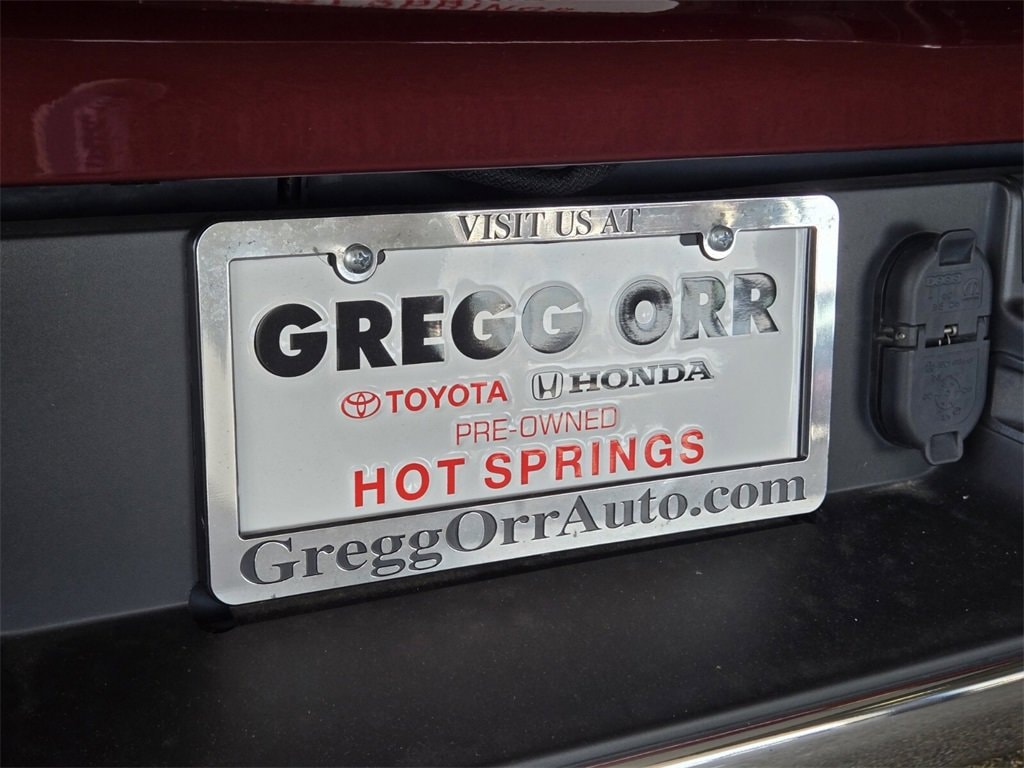 VISIT US AT
GREGG ORR
TOYOTA HONDA
PRE-OWNED
HOT SPRINGS
GreggOrrAuto.com